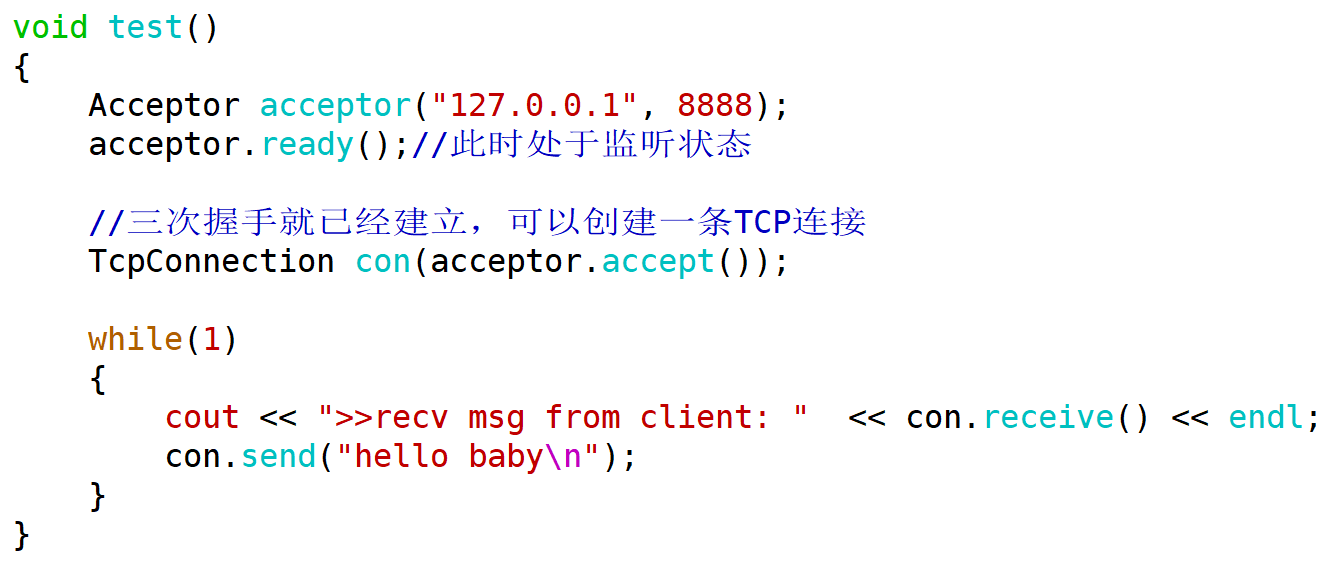 void test()
{
    Acceptor acceptor("127.0.0.1", 8888);
    acceptor.ready();//此时处于监听状态

    //三次握手就已经建立，可以创建一条TCP连接
    TcpConnection con(acceptor.accept());

    while(1)
    {
        cout << ">>recv msg from client: "  << con.receive() << endl;
        con.send("hello baby\n");
    }
}